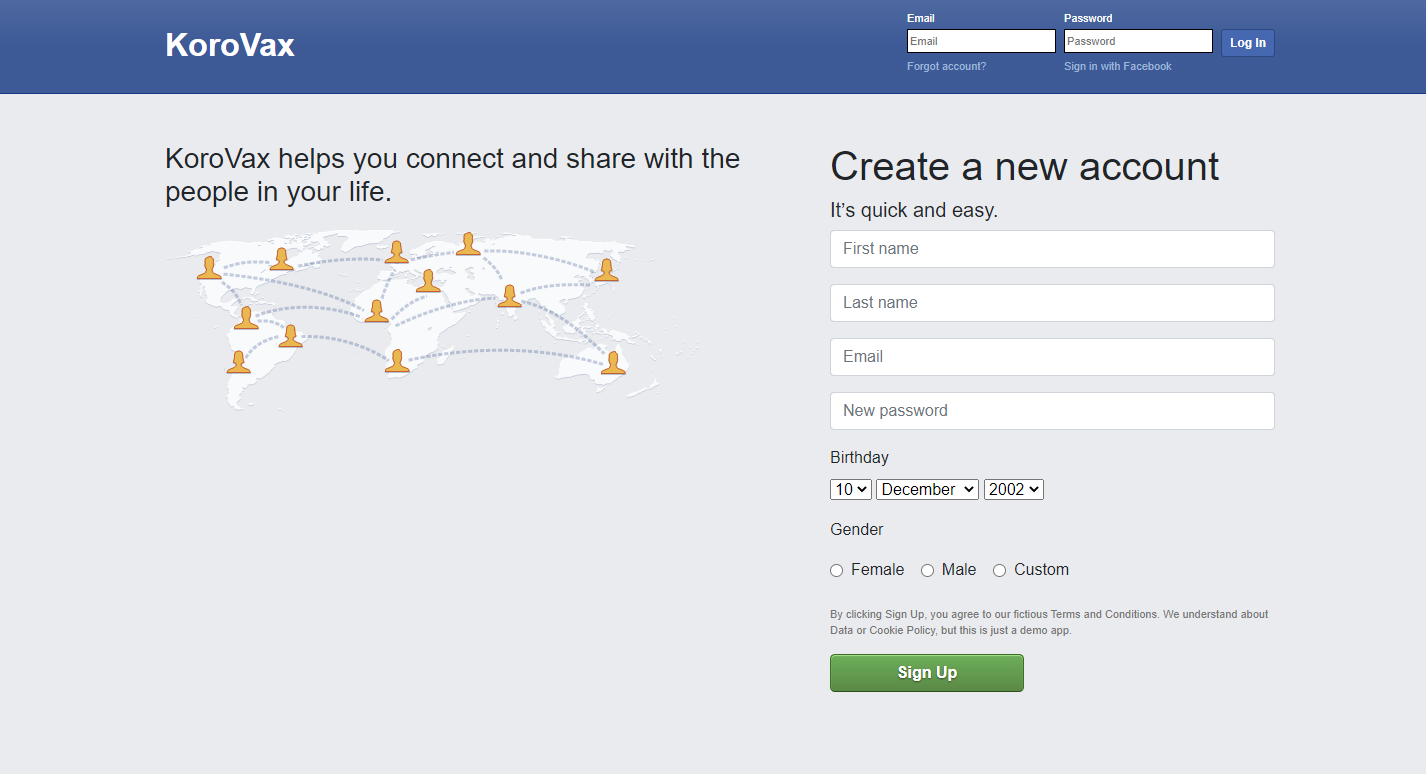 KoroVax
Email Password
Email Password Log In
Forgot account? Sign in with Facebook
KoroVax helps you connect and share with the
people in your life.
Create a new account
It’s quick and easy.
First name
Last name
Email
New password
Birthday
10 December 2002
Gender
Female Male Custom
By clicking Sign Up, you agree to our fictious Terms and Conditions. We understand about
Data or Cookie Policy, but this is just a demo app.
Sign Up